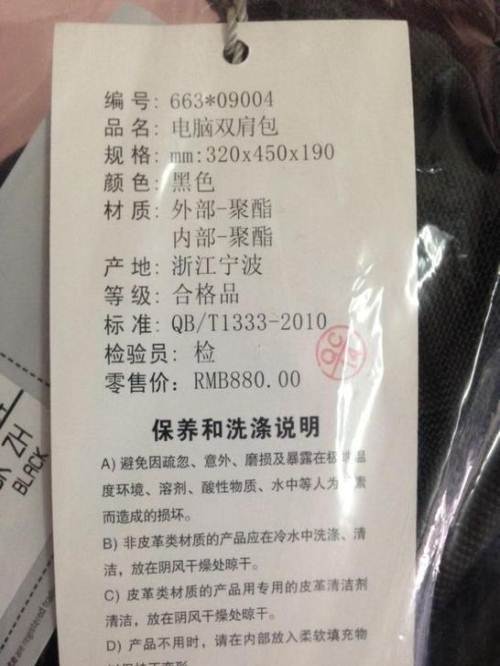 编号: 663*09004
品名: 电脑双肩包
规格: mm:320x450x190
颜色: 黑色
材质: 外部-聚酯
内部-聚酯
产地: 浙江宁波
等级: 合格品
标准: QB/T1333-2010
检验员: 检
零售价: RMB880.00
QC
保养和洗涤说明
A) 避免因疏忽、意外、磨损及暴露在极 温
度环境、溶剂、酸性物质、水中等人为 素
而造成的损坏。
B) 非皮革类材质的产品应在冷水中洗涤、清
洁，放在阴风干燥处晾干。
C) 皮革类材质的产品用专用的皮革清洁剂
清洁，放在阴风干燥处晾干。
D) 产品不用时，请在内部放入柔软填充物
ZH
BLACK